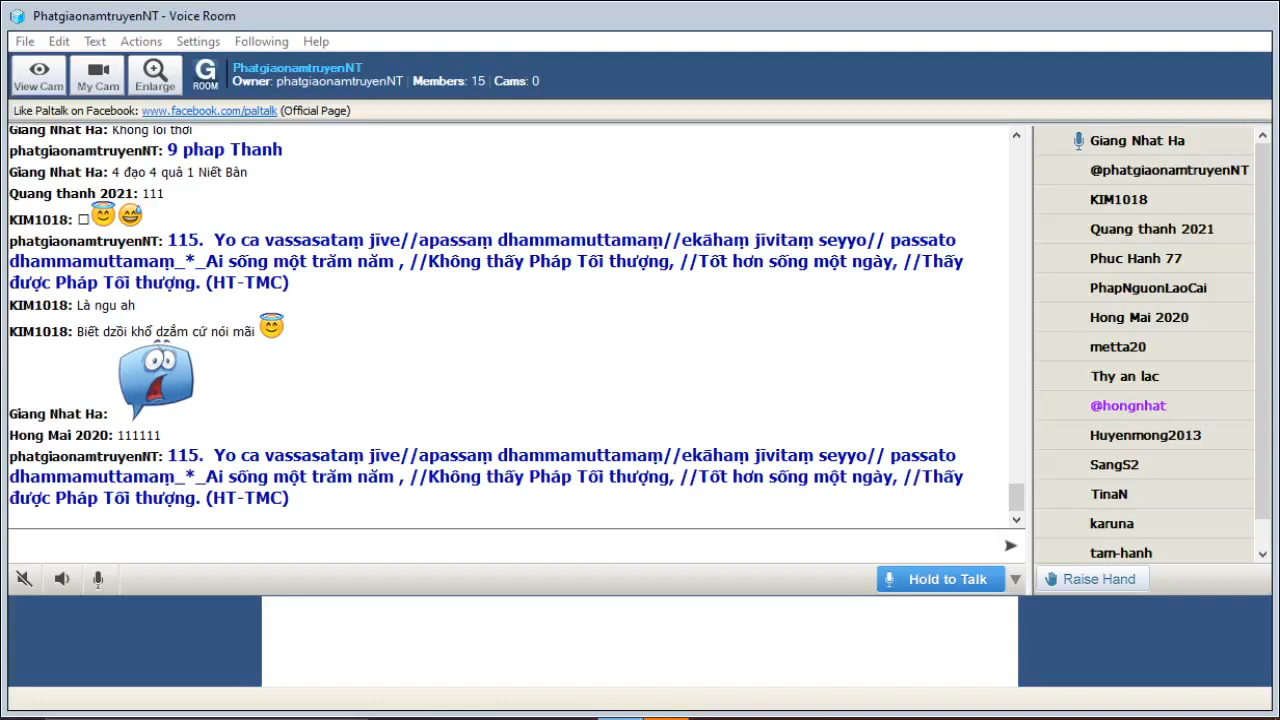 PhatgiaonamtruyenNT - Voice Room
File Edit Text Actions Settings Following Help
View Cam My Cam Enlarge G ROOM
PhatgiaonamtruyenNT
Owner: phatgiaonamtruyenNT | Members: 15 | Cams: 0
Like Paltalk on Facebook: www.facebook.com/paltalk (Official Page)
Giang Nhat Ha: Không lỗi thời
phatgiaonamtruyenNT: 9 phap Thanh
Giang Nhat Ha: 4 đạo 4 quả 1 Niết Bàn
Quang thanh 2021: 111
KIM1018:
phatgiaonamtruyenNT: 115. Yo ca vassasataṃ jīve//apassaṃ dhammamuttamaṃ//ekāhaṃ jīvitaṃ seyyo// passato
dhammamuttamaṃ_*_Ai sống một trăm năm , //Không thấy Pháp Tối thượng, //Tốt hơn sống một ngày, //Thấy
được Pháp Tối thượng. (HT-TMC)
KIM1018: Là ngu ah
KIM1018: Biết dzồi khổ dzắm cứ nói mãi
Giang Nhat Ha:
Hong Mai 2020: 111111
phatgiaonamtruyenNT: 115. Yo ca vassasataṃ jīve//apassaṃ dhammamuttamaṃ//ekāhaṃ jīvitaṃ seyyo// passato
dhammamuttamaṃ_*_Ai sống một trăm năm , //Không thấy Pháp Tối thượng, //Tốt hơn sống một ngày, //Thấy
được Pháp Tối thượng. (HT-TMC)
Hold to Talk
Giang Nhat Ha
@phatgiaonamtruyenNT
KIM1018
Quang thanh 2021
Phuc Hanh 77
PhapNguonLaoCai
Hong Mai 2020
metta20
Thy an lac
@hongnhat
Huyenmong2013
SangS2
TinaN
karuna
tam-hanh
Raise Hand